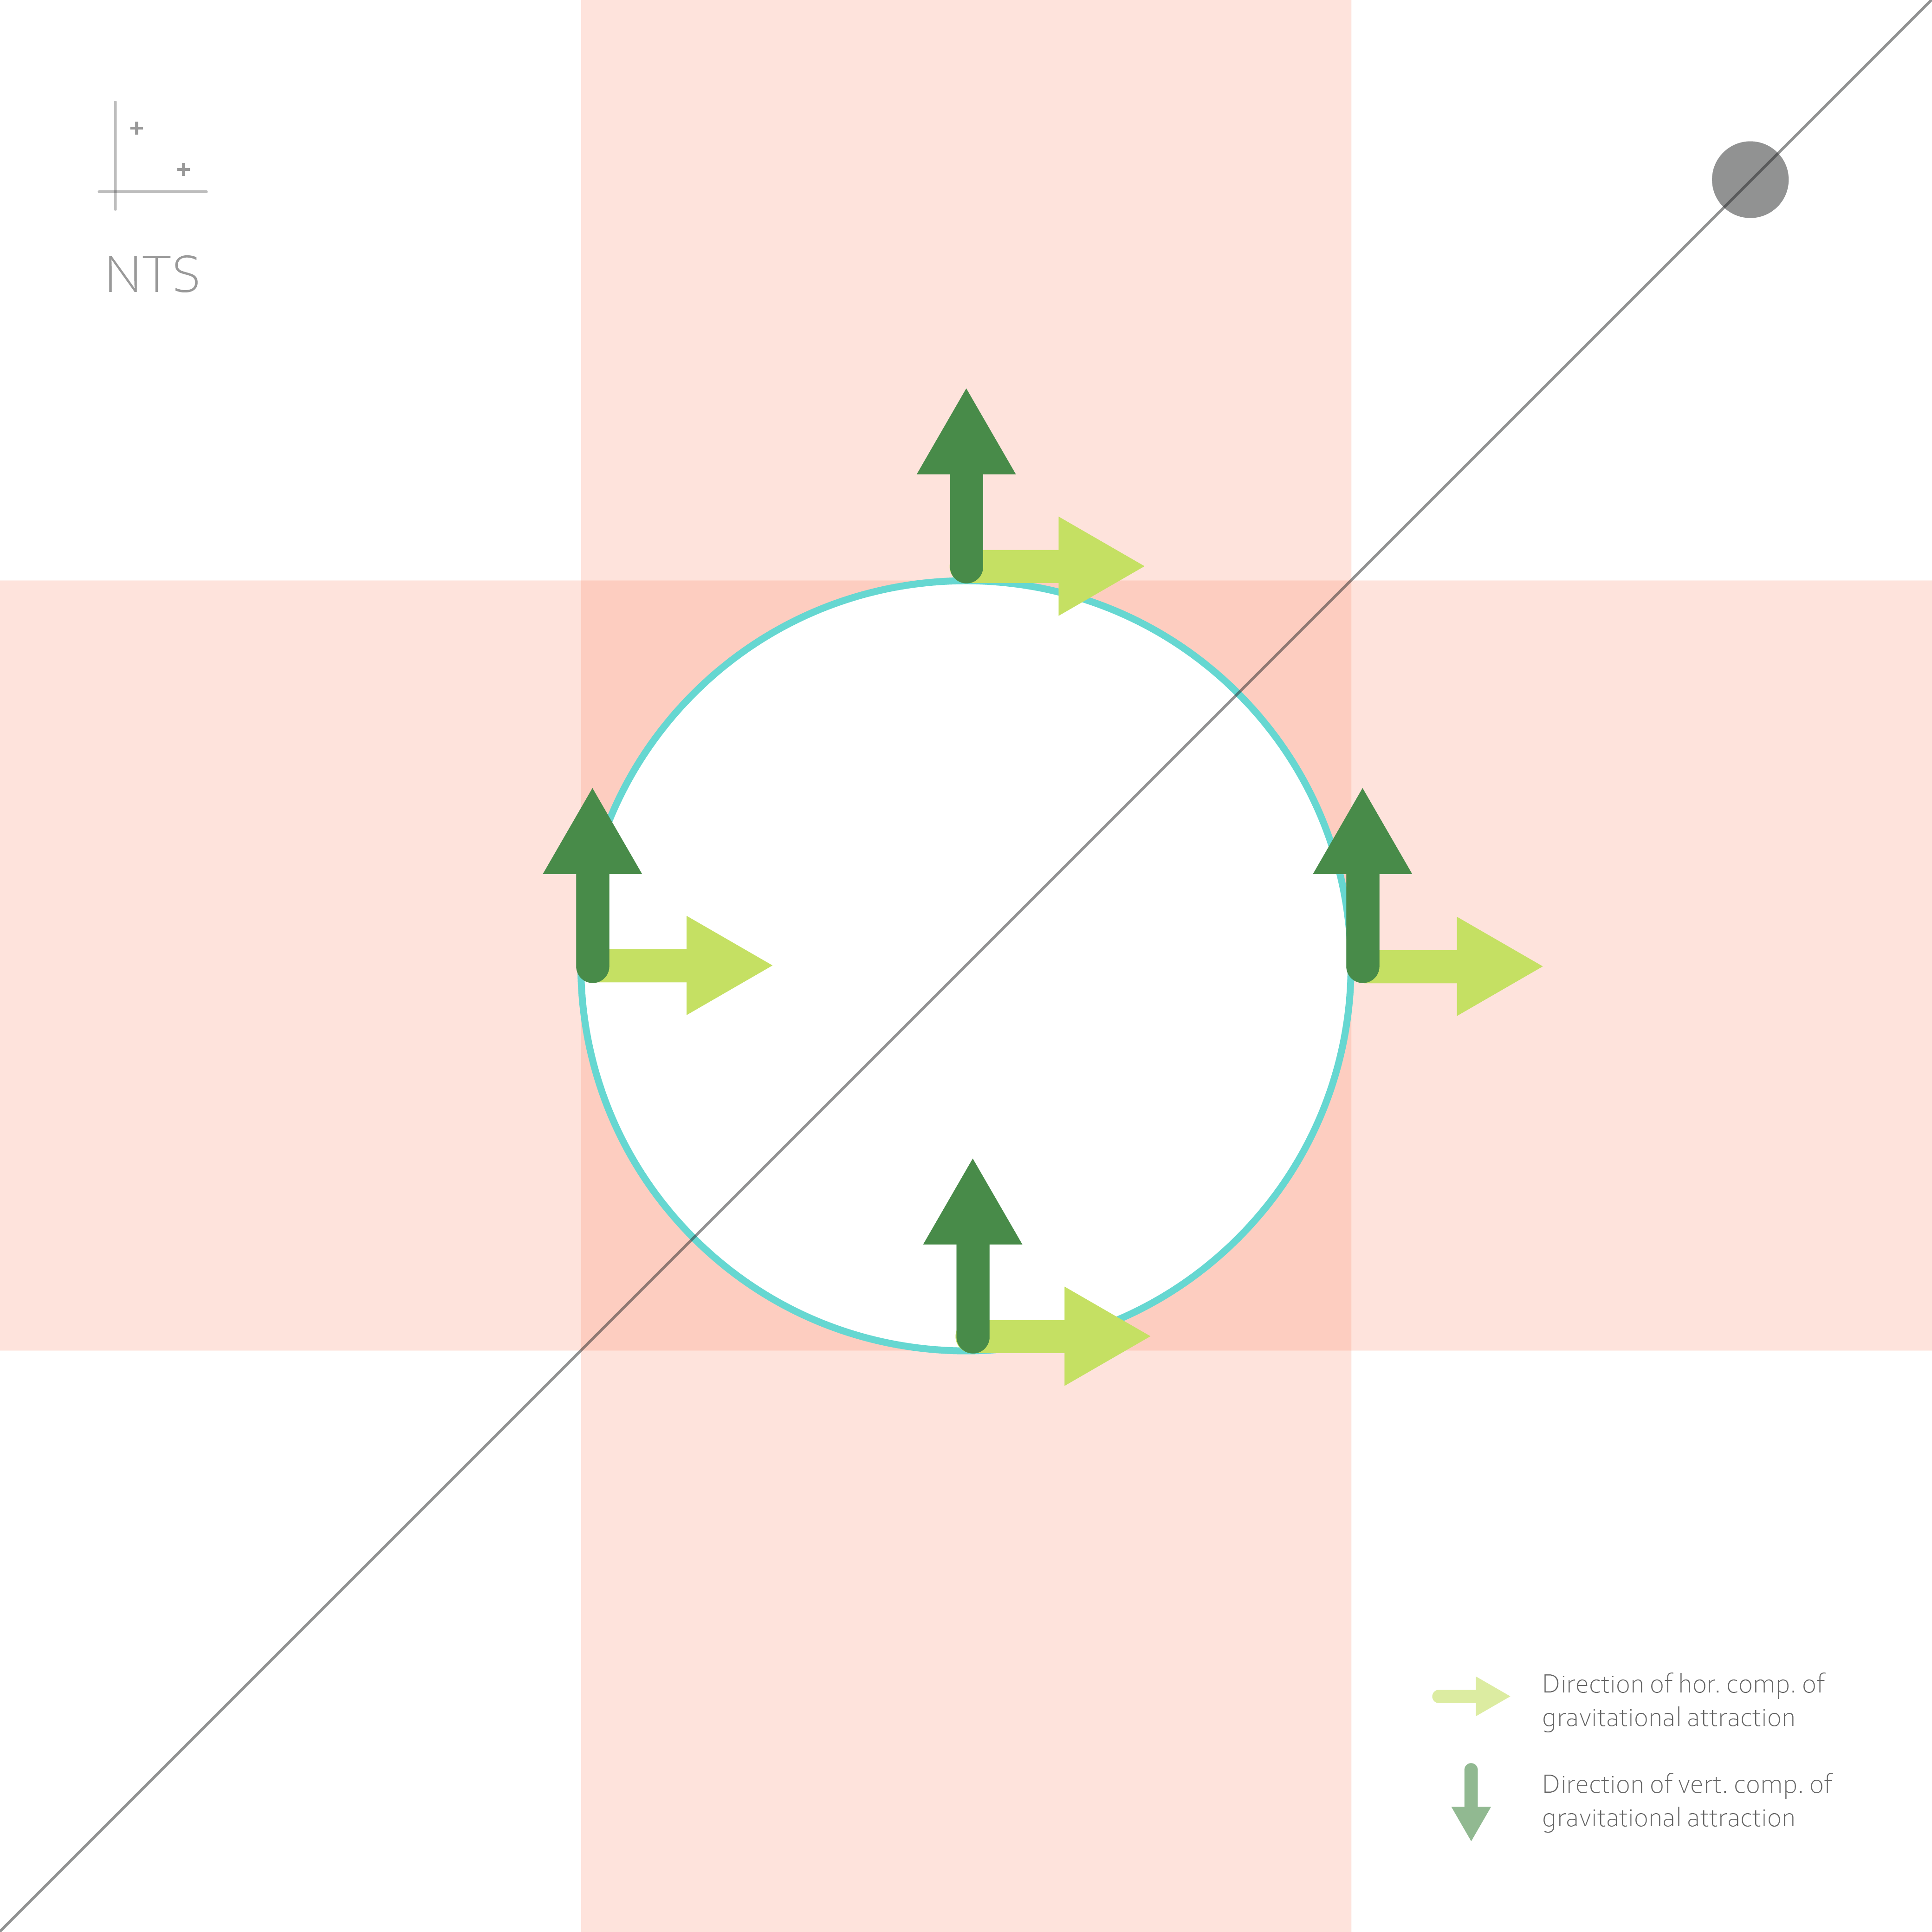 NTS
Direction of hor. comp. of
gravitational attraction
Direction of vert. comp. of
gravitational attraction